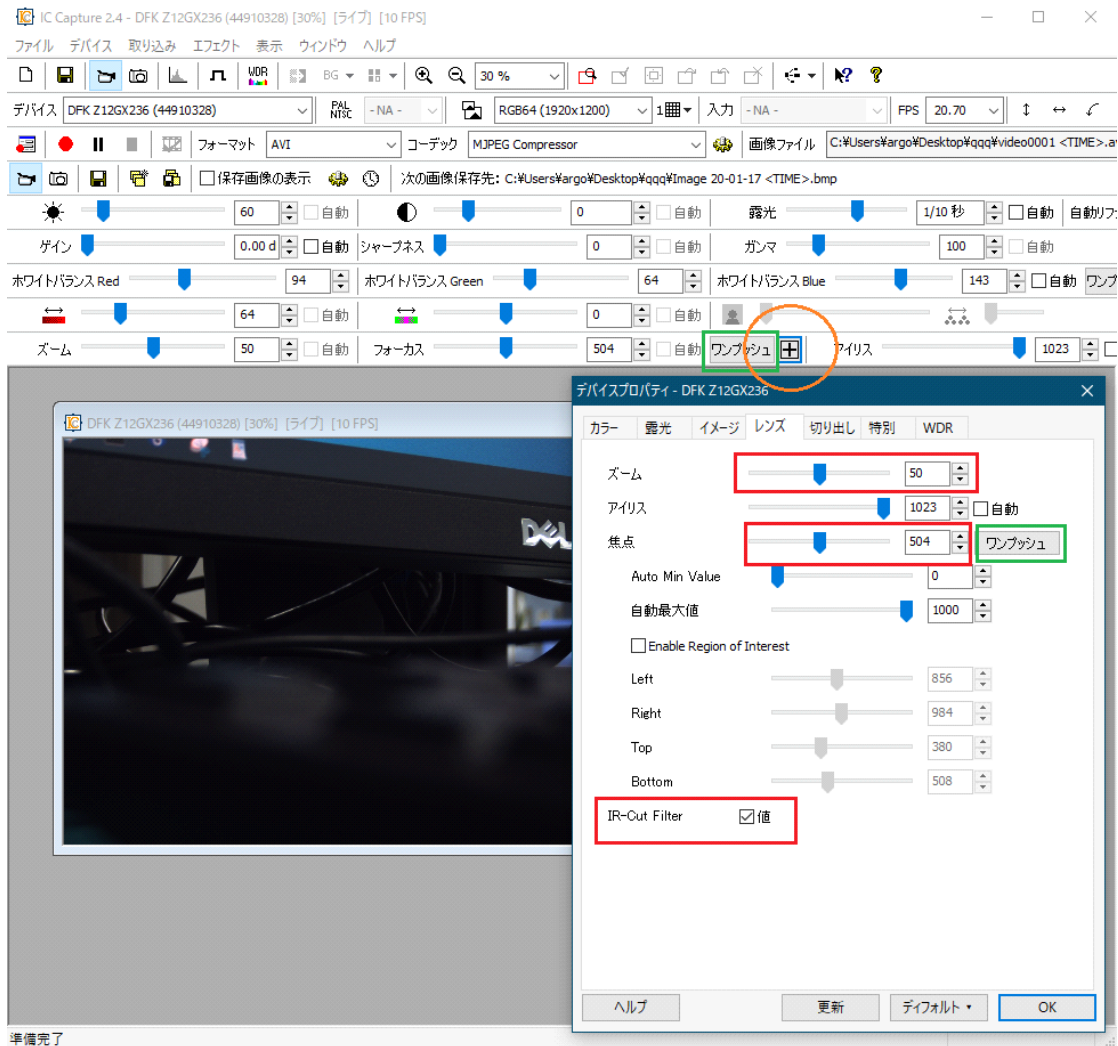 IC Capture 2.4 - DFK Z12GX236 (44910328) [30%] [ライブ] [10 FPS]
ファイル デバイス 取り込み エフェクト 表示 ウィンドウ ヘルプ
WDR BG 30 %
デバイス DFK Z12GX236 (44910328) PAL NTSC - NA - RGB64 (1920x1200) 1 入力 - NA - FPS 20.70
フォーマット AVI コーデック MJPEG Compressor 画像ファイル C:¥Users¥argo¥Desktop¥qqq¥video0001 <TIME>.av
保存画像の表示 次の画像保存先: C:¥Users¥argo¥Desktop¥qqq¥Image 20-01-17 <TIME>.bmp
60 自動 0 自動 露光 1/10 秒 自動 自動リファ
ゲイン 0.00 d 自動 シャープネス 0 自動 ガンマ 100 自動
ホワイトバランス Red 94 ホワイトバランス Green 64 ホワイトバランス Blue 143 自動 ワンプ
64 自動 0 自動
ズーム 50 自動 フォーカス 504 自動 ワンプッシュ アイリス 1023
デバイスプロパティ - DFK Z12GX236
DFK Z12GX236 (44910328) [30%] [ライブ] [10 FPS]
カラー 露光 イメージ レンズ 切り出し 特別 WDR
ズーム 50
アイリス 1023 自動
DELL
焦点 504 ワンプッシュ
Auto Min Value 0
自動最大値 1000
Enable Region of Interest
Left 856
Right 984
Top 380
Bottom 508
IR-Cut Filter 値
ヘルプ 更新 ディフォルト OK
準備完了